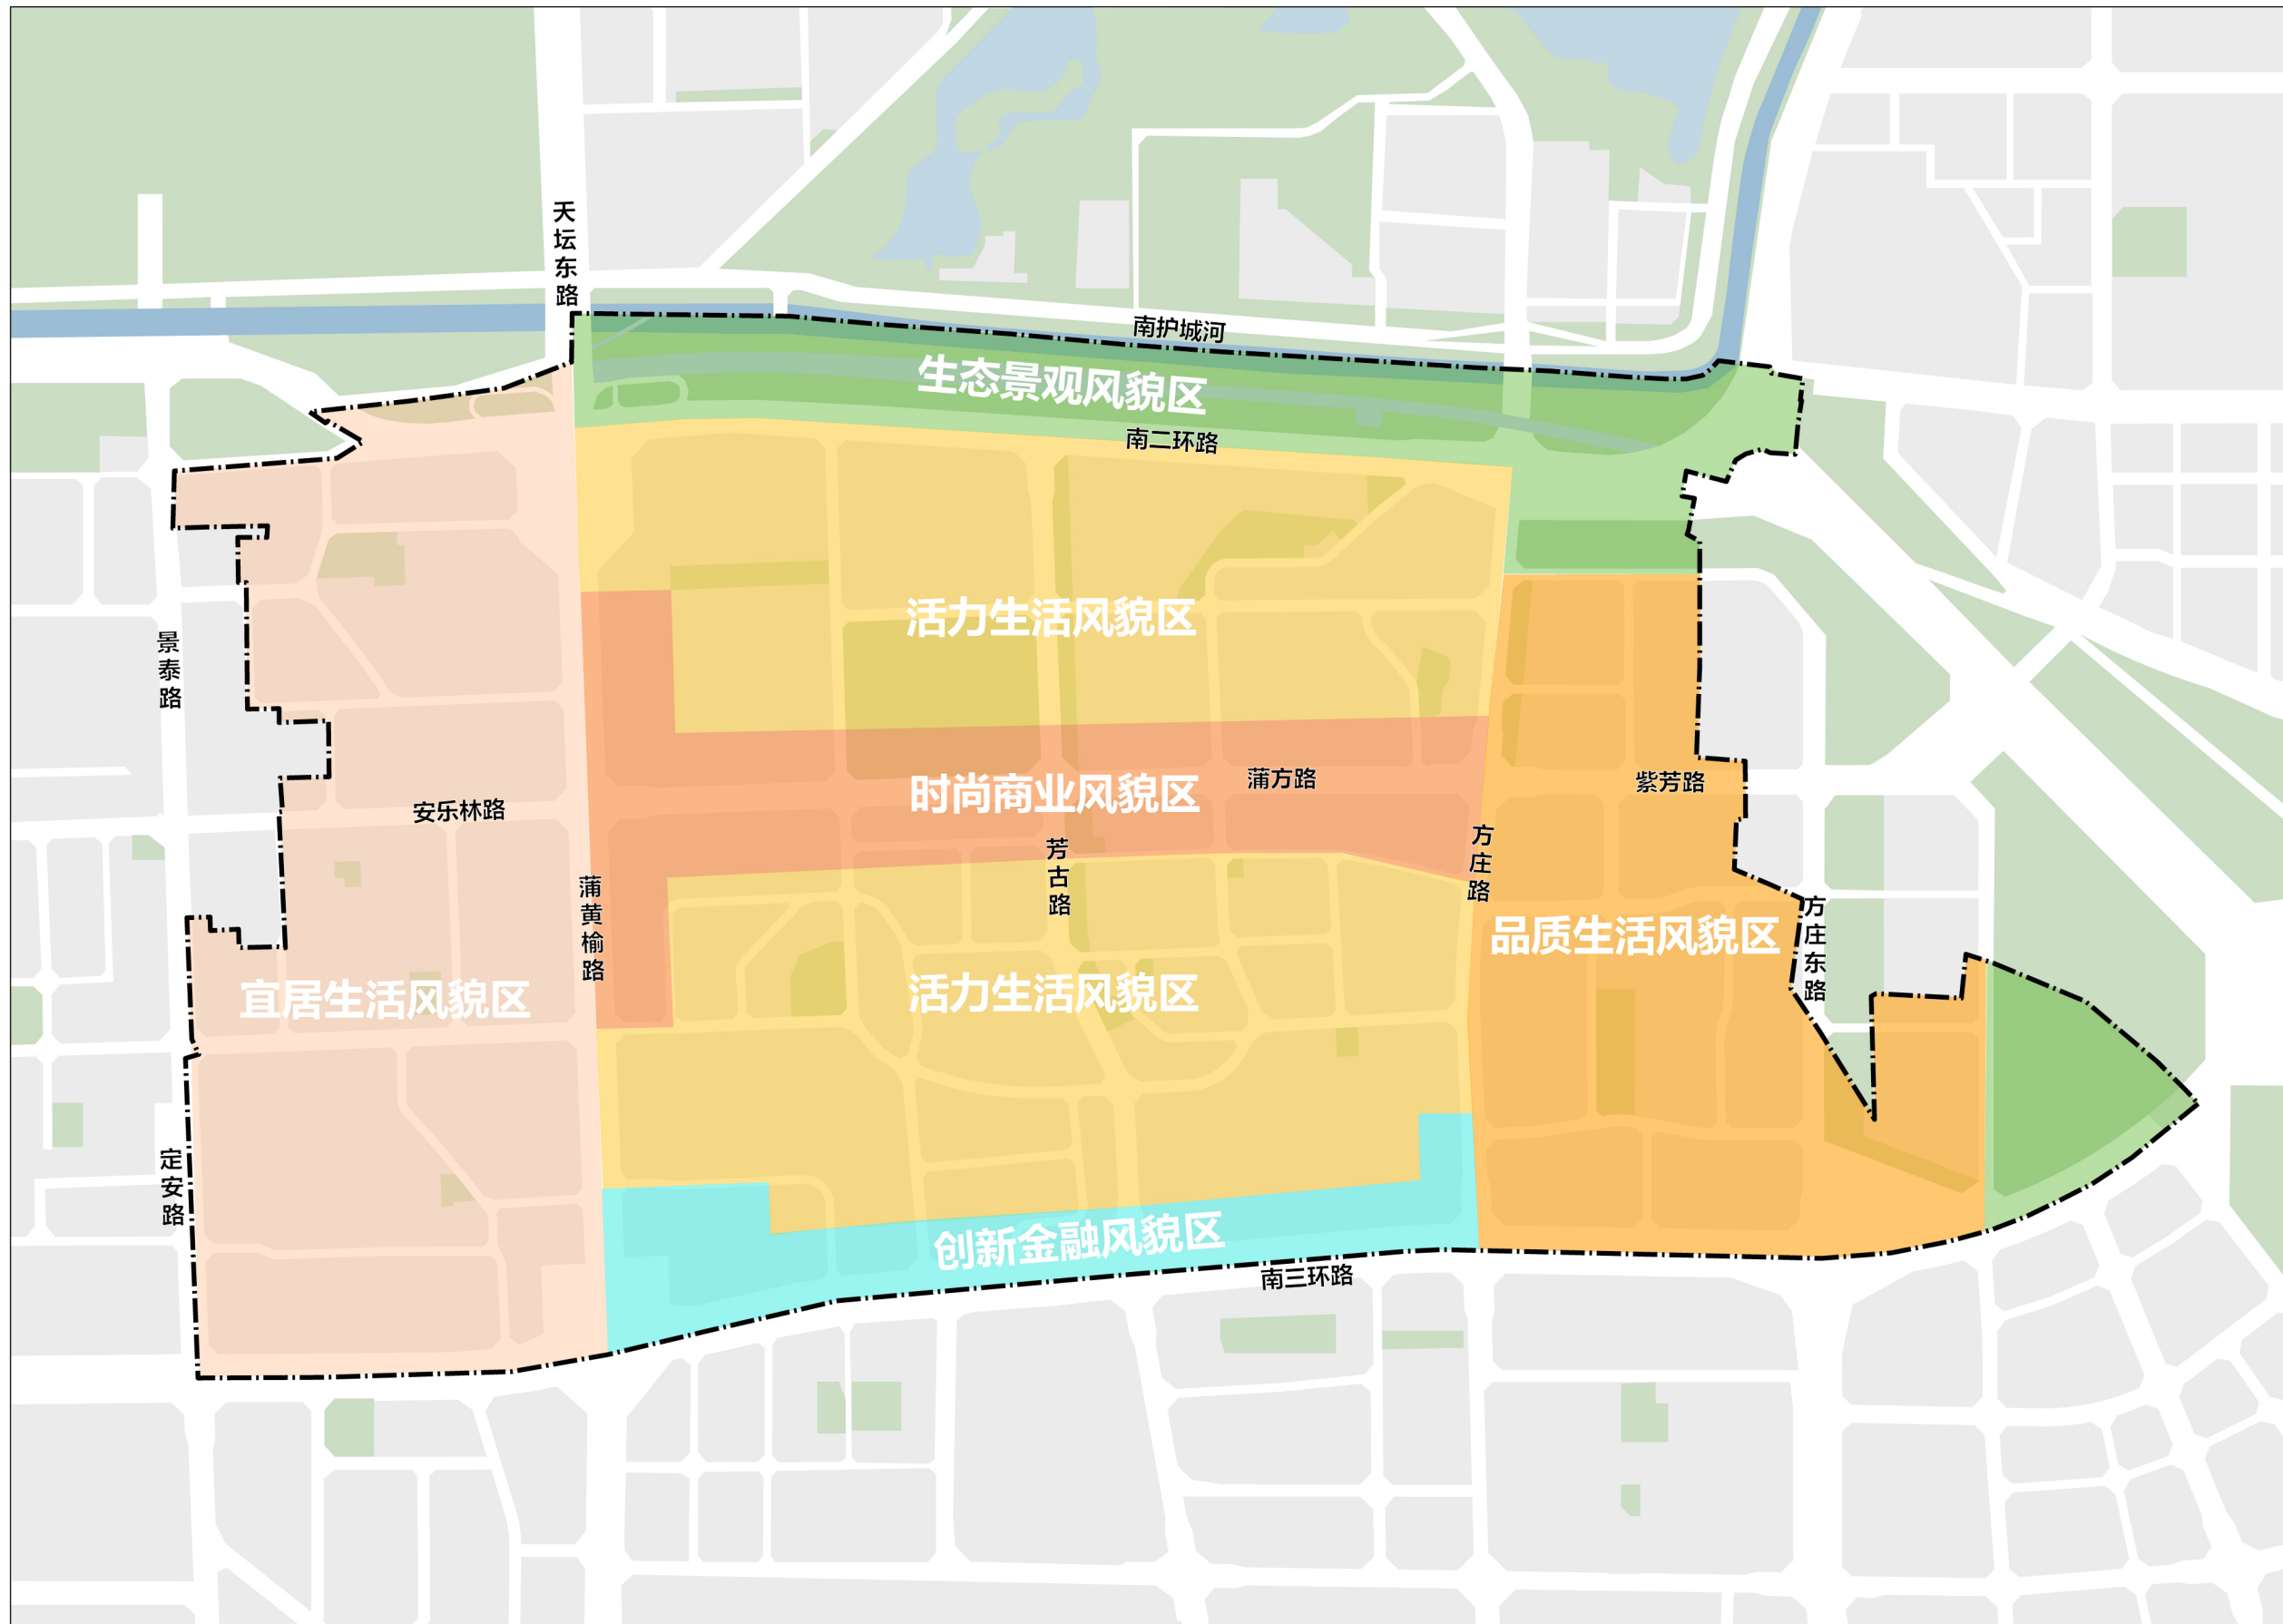 天坛东路
南护城河
生态景观风貌区
南二环路
活力生活风貌区
景泰路
时尚商业风貌区
蒲方路
紫芳路
安乐林路
芳古路
方庄路
蒲黄榆路
品质生活风貌区
方庄东路
宜居生活风貌区
活力生活风貌区
定安路
创新金融风貌区
南三环路